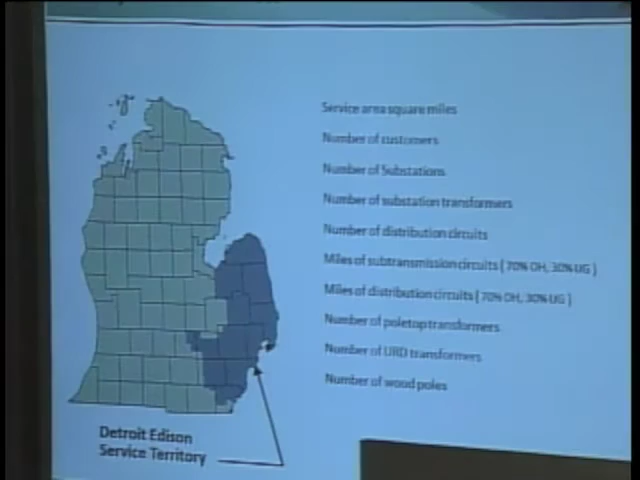 Service area square miles
Number of customers
Number of Substations
Number of substation transformers
Number of distribution circuits
Miles of subtransmission circuits ( 70% OH, 30% UG )
Miles of distribution circuits ( 70% OH, 30% UG )
Number of poletop transformers
Number of URD transformers
Number of wood poles
Detroit Edison
Service Territory